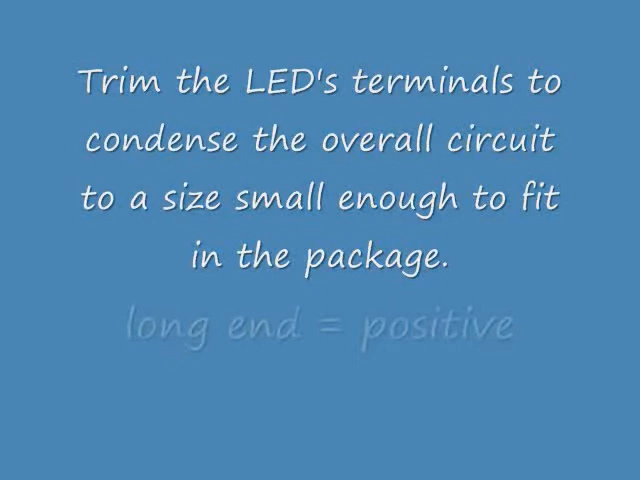 Trim the LED's terminals to
condense the overall circuit
to a size small enough to fit
in the package.
long end = positive